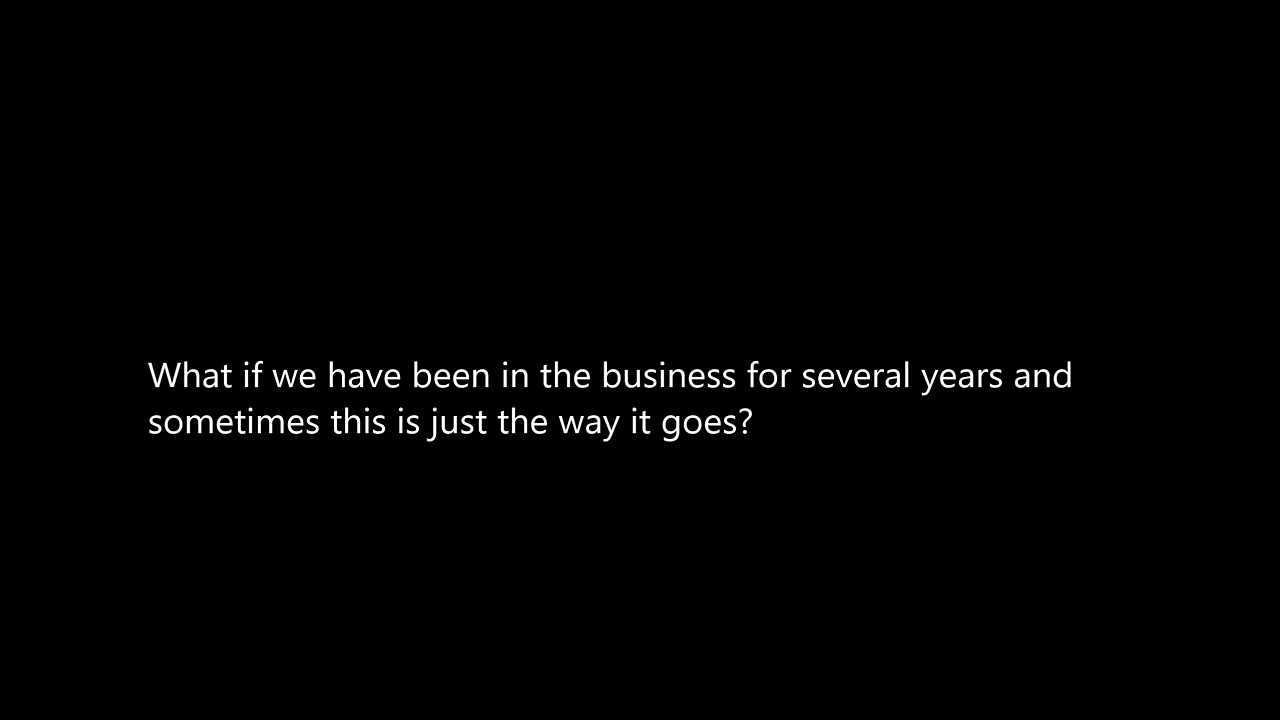 What if we have been in the business for several years and
sometimes this is just the way it goes?